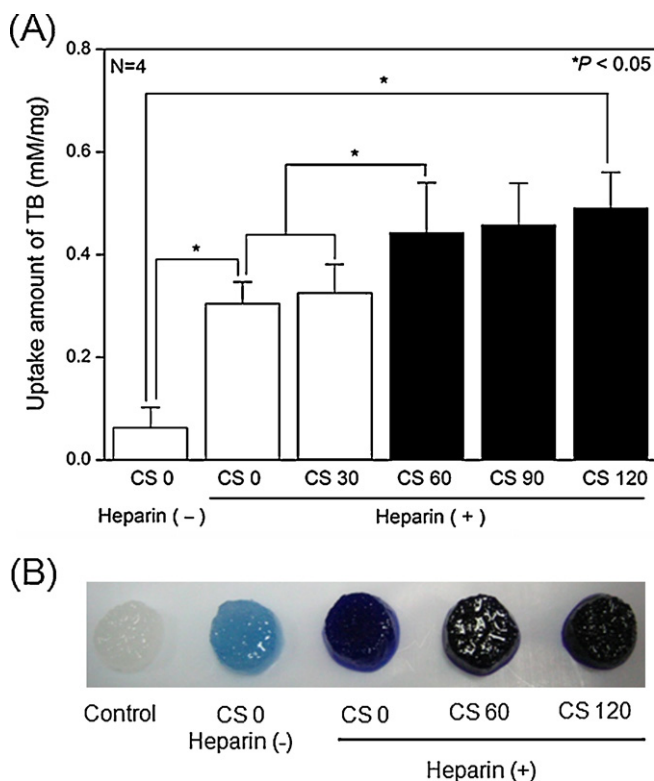 (A)
0.8
N=4
*P < 0.05
*
0.6
*
Uptake amount of TB (mM/mg)
0.4
*
0.2
0.0
CS 0 CS 0 CS 30 CS 60 CS 90 CS 120
Heparin ( – ) Heparin ( + )
(B)
Control CS 0 CS 0 CS 60 CS 120
Heparin (-)
Heparin (+)